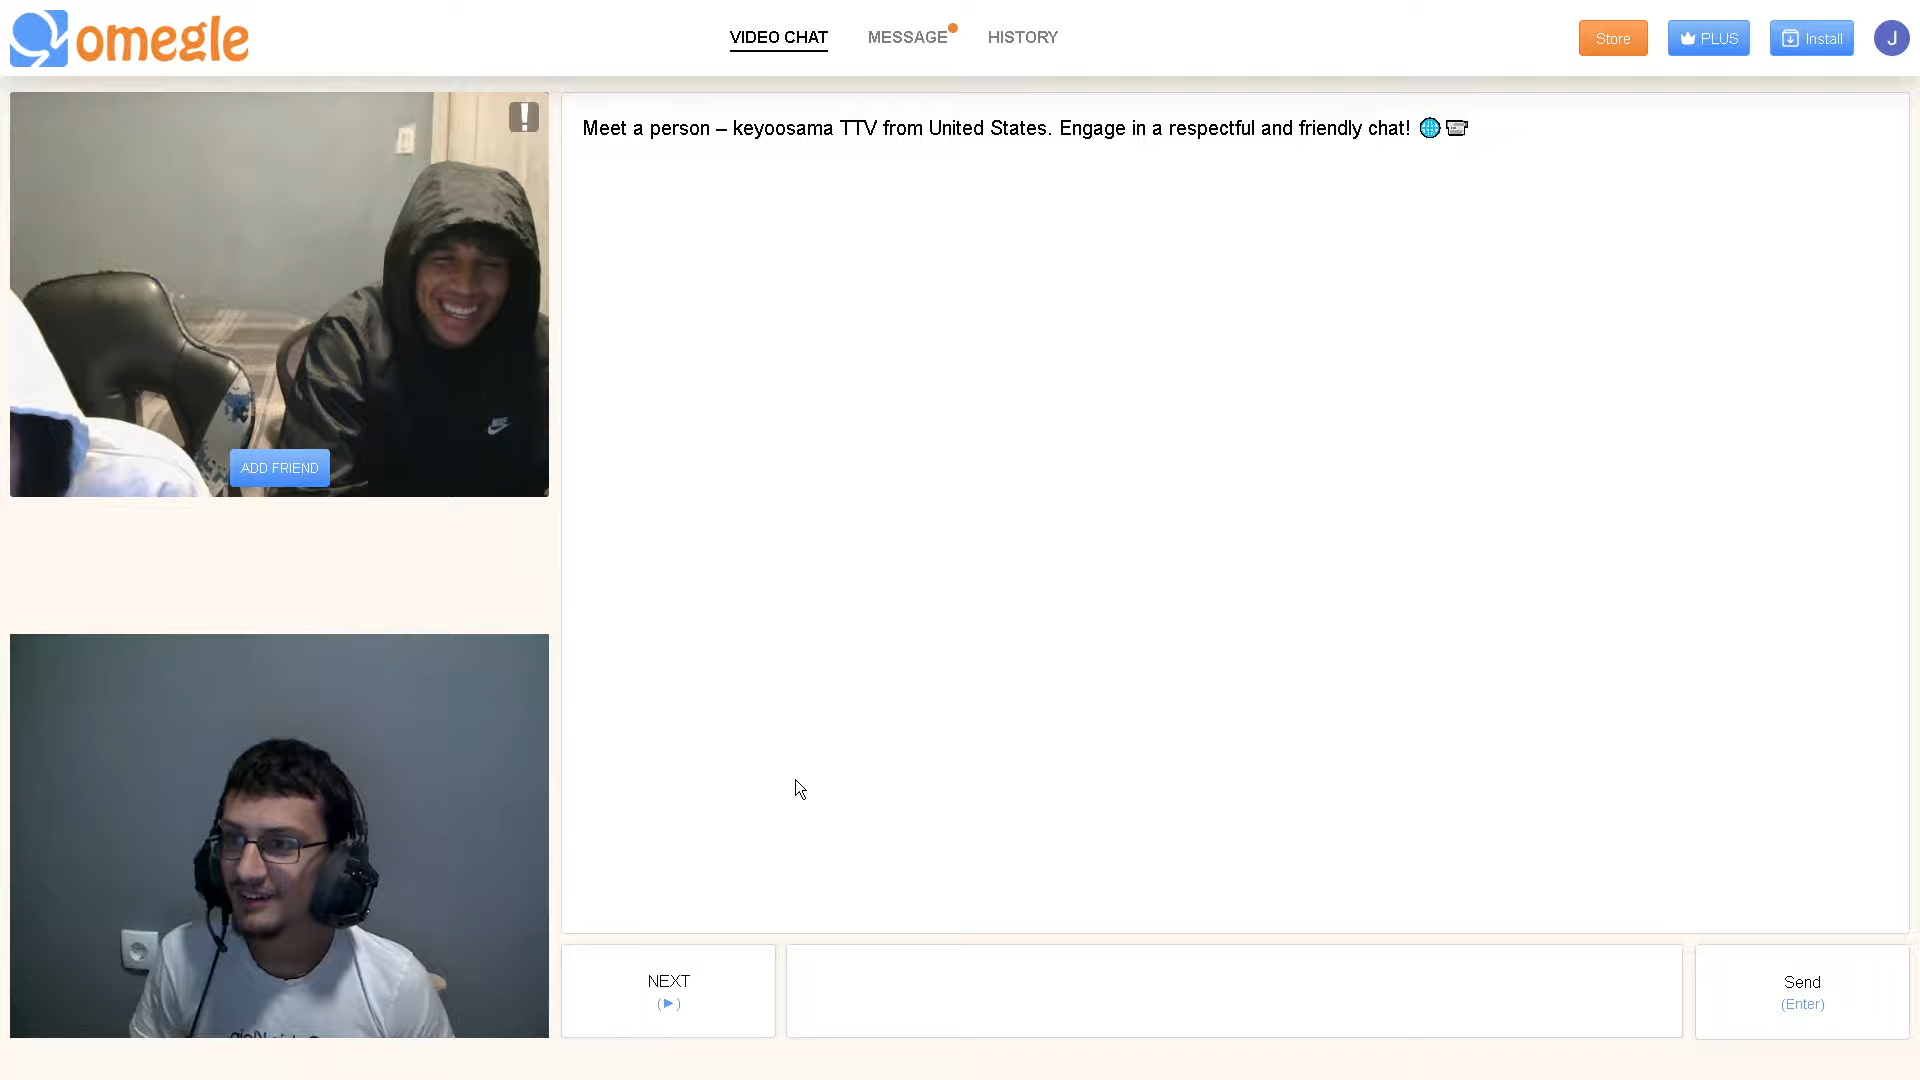 omegle
VIDEO CHAT
MESSAGE
HISTORY
Store
PLUS
Install
J
Meet a person – keyoosama TTV from United States. Engage in a respectful and friendly chat!
ADD FRIEND
NEXT
(▶)
Send
(Enter)